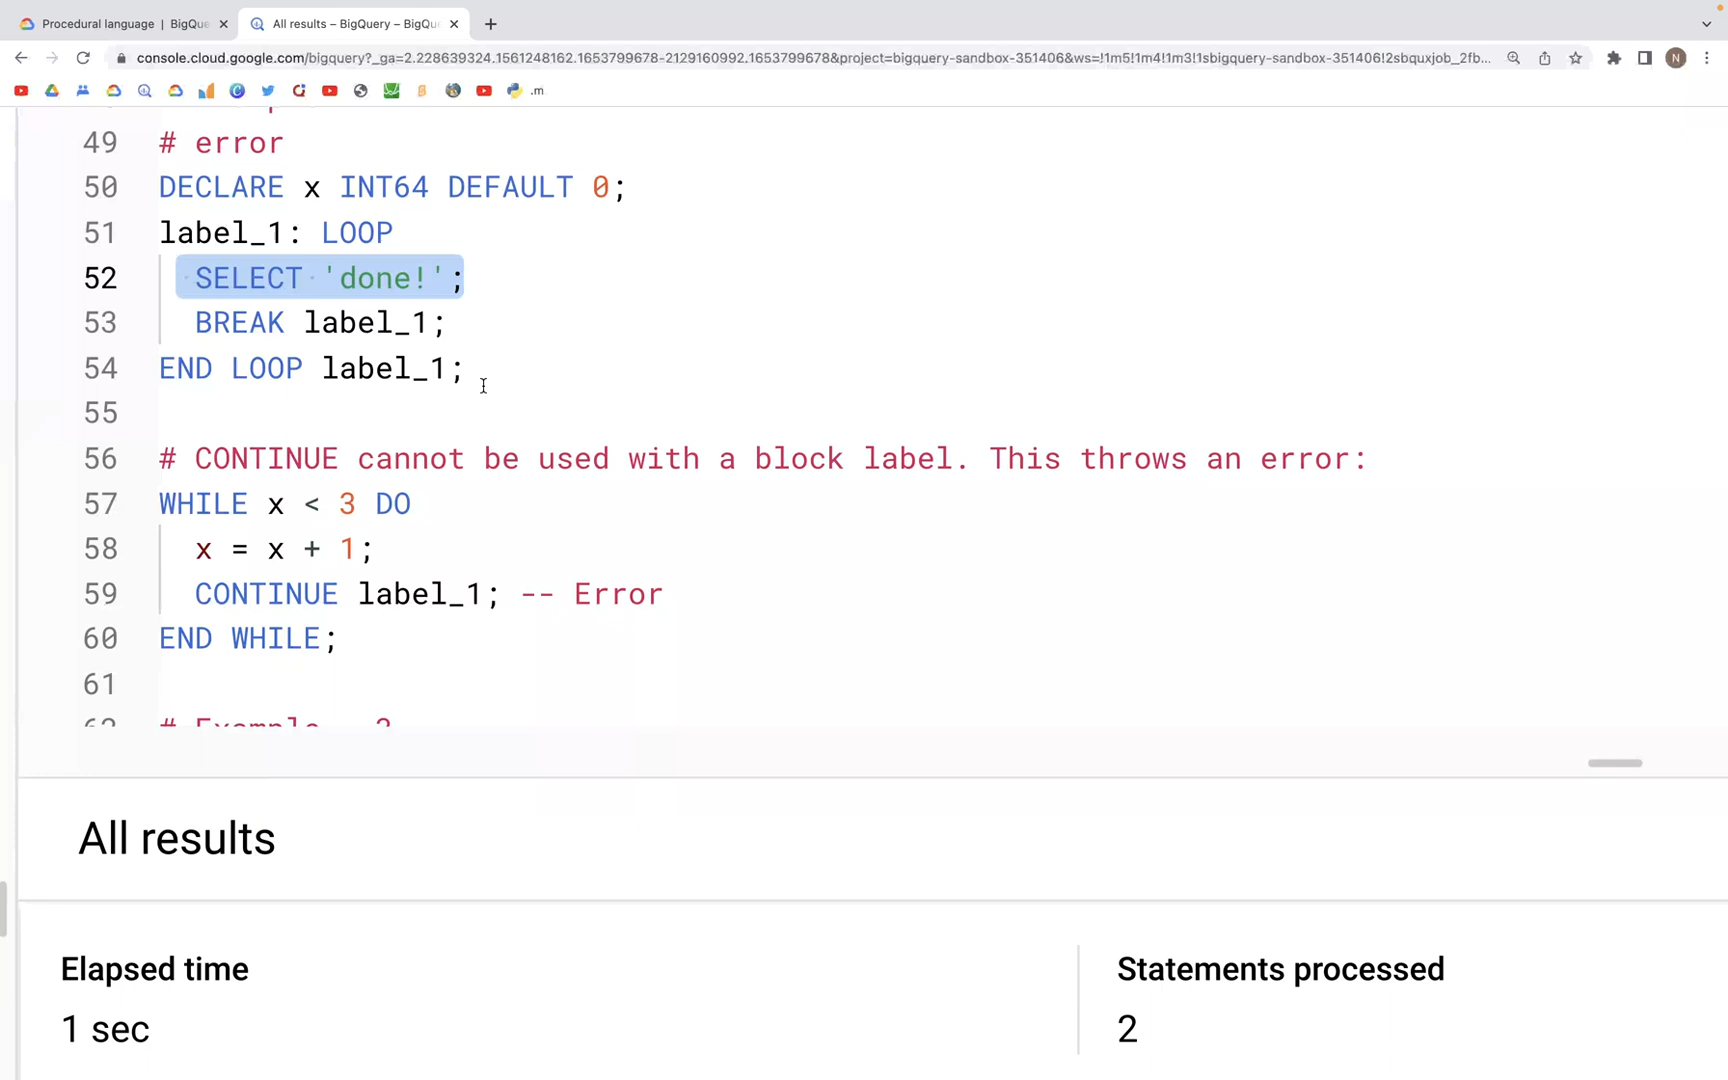 Procedural language | BigQue
All results – BigQuery – BigQu
console.cloud.google.com/bigquery?_ga=2.228639324.1561248162.1653799678-2129160992.1653799678&project=bigquery-sandbox-351406&ws=!1m5!1m4!1m3!1sbigquery-sandbox-351406!2sbquxjob_2fb...
N
.m
49 # error
50 DECLARE x INT64 DEFAULT 0;
51 label_1: LOOP
52 SELECT 'done!';
53 BREAK label_1;
54 END LOOP label_1;
55
56 # CONTINUE cannot be used with a block label. This throws an error:
57 WHILE x < 3 DO
58 x = x + 1;
59 CONTINUE label_1; -- Error
60 END WHILE;
61
62 # Example
All results
Elapsed time
1 sec
Statements processed
2